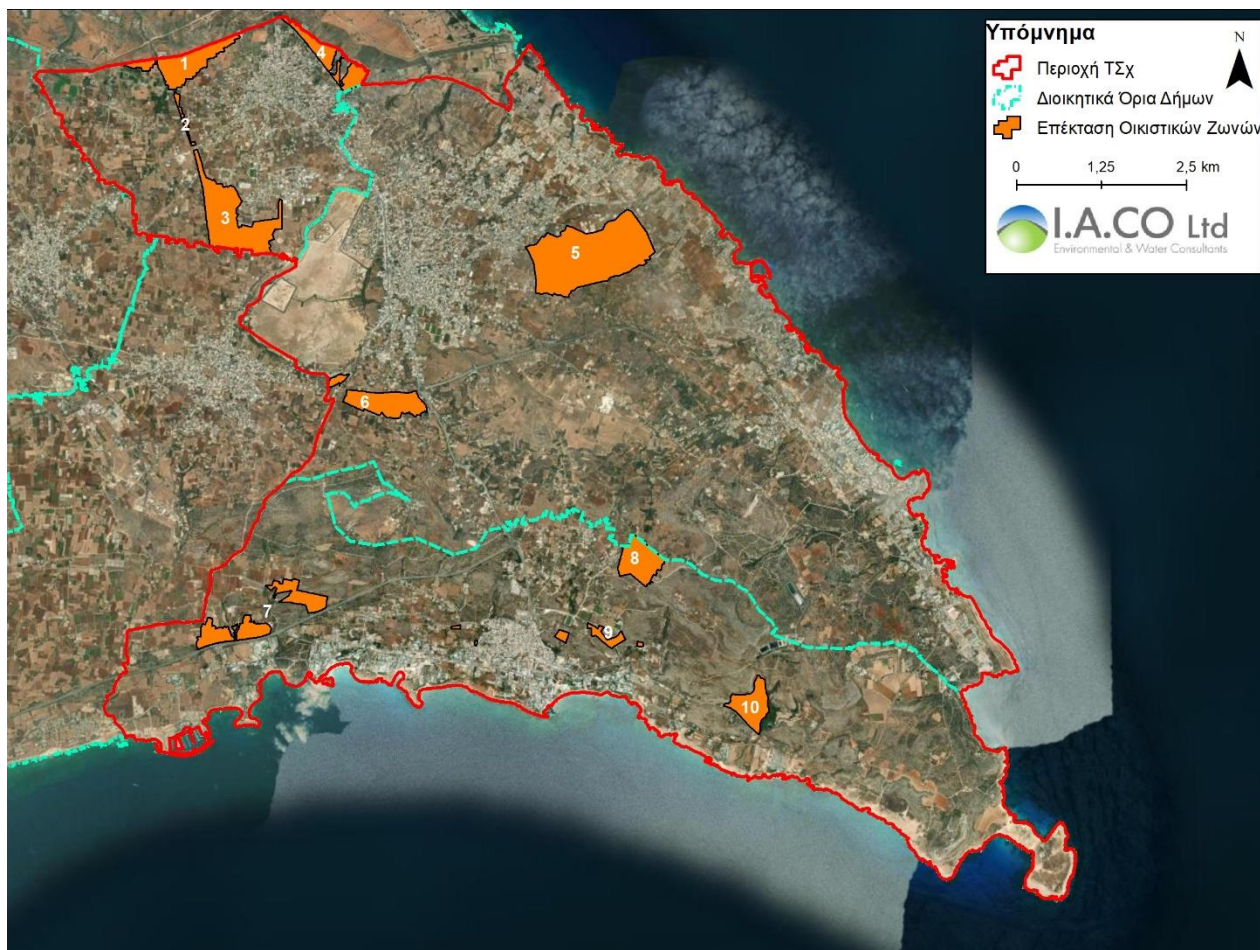 Υπόμνημα
N
Περιοχή ΤΣχ
Διοικητικά Όρια Δήμων
Επέκταση Οικιστικών Ζωνών
0 1,25 2,5 km
I.A.CO Ltd
Environmental & Water Consultants
1
4
2
3
5
6
8
7
9
10